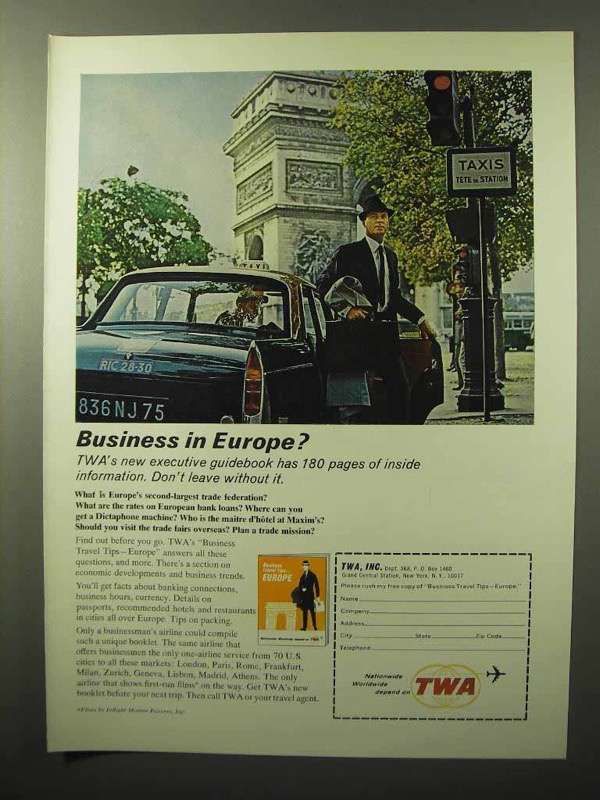 TAXIS
TETE DE STATION
TAXI
RIC 28-30
836 NJ 75
Business in Europe?
TWA's new executive guidebook has 180 pages of inside
information. Don't leave without it.
What is Europe's second-largest trade federation?
What are the rates on European bank loans? Where can you
get a Dictaphone machine? Who is the maitre d'hôtel at Maxim's?
Should you visit the trade fairs overseas? Plan a trade mission?
Find out before you go. TWA's "Business
Travel Tips—Europe" answers all these
questions, and more. There's a section on
economic developments and business trends.
You'll get facts about banking connections,
business hours, currency. Details on
passports, recommended hotels and restaurants
in cities all over Europe. Tips on packing.
Only a businessman's airline could compile
such a unique booklet. The same airline that
offers businessmen the only one-airline service from 70 U.S.
cities to all these markets: London, Paris, Rome, Frankfurt,
Milan, Zurich, Geneva, Lisbon, Madrid, Athens. The only
airline that shows first-run films* on the way. Get TWA's new
booklet before your next trip. Then call TWA or your travel agent.
*Films by Inflight Motion Pictures, Inc.
Business
Travel Tips
EUROPE
TWA, INC. Dept. 368, P. O. Box 1460
Grand Central Station, New York, N. Y., 10017
Please rush my free copy of "Business Travel Tips—Europe."
Name
Company
Address
City State Zip Code
Telephone
Nationwide
Worldwide
depend on
TWA